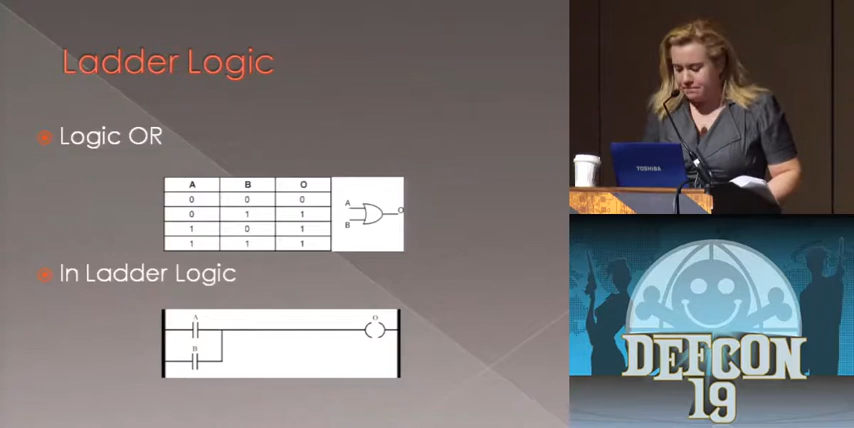 Ladder Logic
Logic OR
A B O
0 0 0
0 1 1
1 0 1
1 1 1
A
B
O
In Ladder Logic
A
O
B
TOSHIBA
DEFCON
19